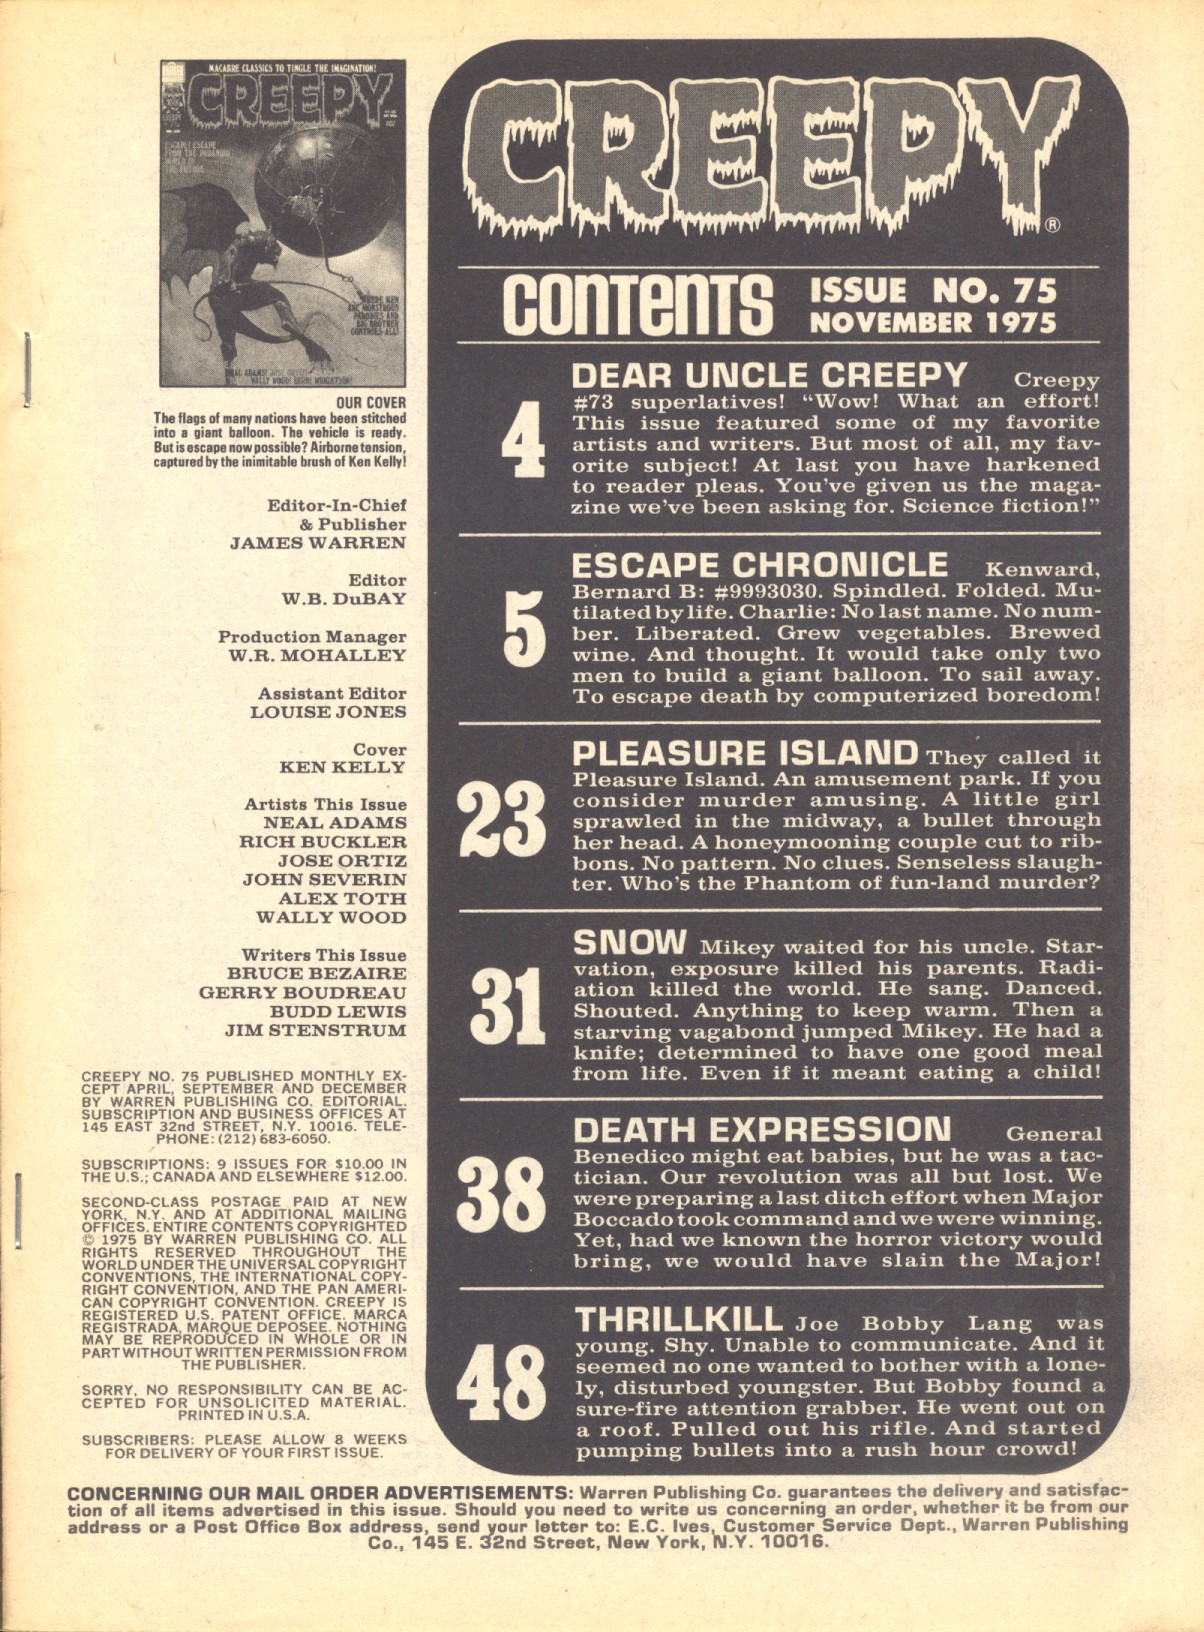 MACABRE CLASSICS TO TINGLE THE IMAGINATION!
CREEPY
ESCAPE! ESCAPE
FROM THE PARANOID
WORLD OF
THE FUTURE
WHERE MEN
ARE MONSTROUS
PARODIES AND
BIG BROTHER
CONTROLS ALL!
NEAL ADAMS! JOSE ORTIZ!
WALLY WOOD! BERNI WRIGHTSON!
OUR COVER
The flags of many nations have been stitched
into a giant balloon. The vehicle is ready.
But is escape now possible? Airborne tension,
captured by the inimitable brush of Ken Kelly!
Editor-In-Chief
& Publisher
JAMES WARREN
Editor
W.B. DuBAY
Production Manager
W.R. MOHALLEY
Assistant Editor
LOUISE JONES
Cover
KEN KELLY
Artists This Issue
NEAL ADAMS
RICH BUCKLER
JOSE ORTIZ
JOHN SEVERIN
ALEX TOTH
WALLY WOOD
Writers This Issue
BRUCE BEZAIRE
GERRY BOUDREAU
BUDD LEWIS
JIM STENSTRUM
CREEPY NO. 75 PUBLISHED MONTHLY EX-
CEPT APRIL, SEPTEMBER AND DECEMBER
BY WARREN PUBLISHING CO. EDITORIAL.
SUBSCRIPTION AND BUSINESS OFFICES AT
145 EAST 32nd STREET, N.Y. 10016. TELE-
PHONE: (212) 683-6050.
SUBSCRIPTIONS: 9 ISSUES FOR $10.00 IN
THE U.S.; CANADA AND ELSEWHERE $12.00.
SECOND-CLASS POSTAGE PAID AT NEW
YORK, N.Y. AND AT ADDITIONAL MAILING
OFFICES. ENTIRE CONTENTS COPYRIGHTED
© 1975 BY WARREN PUBLISHING CO. ALL
RIGHTS RESERVED THROUGHOUT THE
WORLD UNDER THE UNIVERSAL COPYRIGHT
CONVENTIONS, THE INTERNATIONAL COPY-
RIGHT CONVENTION, AND THE PAN AMERI-
CAN COPYRIGHT CONVENTION. CREEPY IS
REGISTERED U.S. PATENT OFFICE. MARCA
REGISTRADA, MARQUE DEPOSEE. NOTHING
MAY BE REPRODUCED IN WHOLE OR IN
PART WITHOUT WRITTEN PERMISSION FROM
THE PUBLISHER.
SORRY, NO RESPONSIBILITY CAN BE AC-
CEPTED FOR UNSOLICITED MATERIAL.
PRINTED IN U.S.A.
SUBSCRIBERS: PLEASE ALLOW 8 WEEKS
FOR DELIVERY OF YOUR FIRST ISSUE.
CREEPY®
CONTENTS
ISSUE NO. 75
NOVEMBER 1975
4
DEAR UNCLE CREEPY Creepy
#73 superlatives! “Wow! What an effort!
This issue featured some of my favorite
artists and writers. But most of all, my fav-
orite subject! At last you have harkened
to reader pleas. You’ve given us the maga-
zine we’ve been asking for. Science fiction!”
5
ESCAPE CHRONICLE Kenward,
Bernard B: #9993030. Spindled. Folded. Mu-
tilated by life. Charlie: No last name. No num-
ber. Liberated. Grew vegetables. Brewed
wine. And thought. It would take only two
men to build a giant balloon. To sail away.
To escape death by computerized boredom!
23
PLEASURE ISLAND They called it
Pleasure Island. An amusement park. If you
consider murder amusing. A little girl
sprawled in the midway, a bullet through
her head. A honeymooning couple cut to rib-
bons. No pattern. No clues. Senseless slaugh-
ter. Who’s the Phantom of fun-land murder?
31
SNOW Mikey waited for his uncle. Star-
vation, exposure killed his parents. Radi-
ation killed the world. He sang. Danced.
Shouted. Anything to keep warm. Then a
starving vagabond jumped Mikey. He had a
knife; determined to have one good meal
from life. Even if it meant eating a child!
38
DEATH EXPRESSION General
Benedico might eat babies, but he was a tac-
tician. Our revolution was all but lost. We
were preparing a last ditch effort when Major
Boccado took command and we were winning.
Yet, had we known the horror victory would
bring, we would have slain the Major!
48
THRILLKILL Joe Bobby Lang was
young. Shy. Unable to communicate. And it
seemed no one wanted to bother with a lone-
ly, disturbed youngster. But Bobby found a
sure-fire attention grabber. He went out on
a roof. Pulled out his rifle. And started
pumping bullets into a rush hour crowd!
CONCERNING OUR MAIL ORDER ADVERTISEMENTS: Warren Publishing Co. guarantees the delivery and satisfac-
tion of all items advertised in this issue. Should you need to write us concerning an order, whether it be from our
address or a Post Office Box address, send your letter to: E.C. Ives, Customer Service Dept., Warren Publishing
Co., 145 E. 32nd Street, New York, N.Y. 10016.